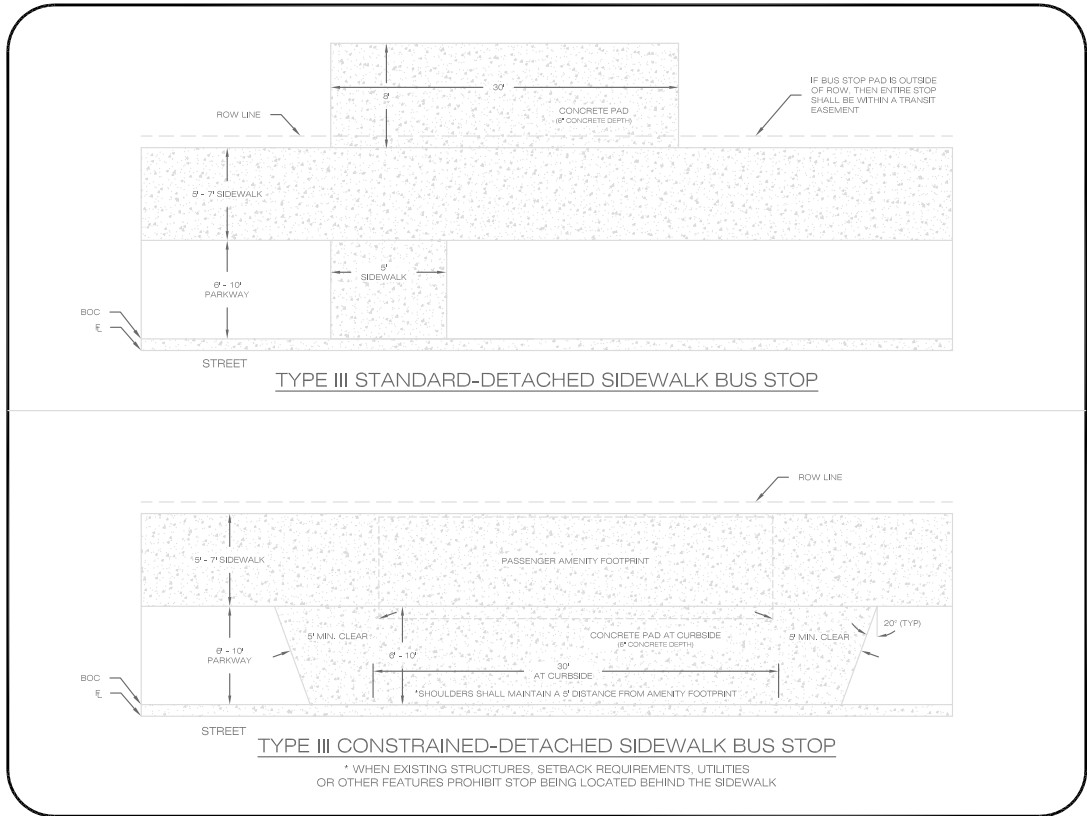 8'
30'
CONCRETE PAD
(6" CONCRETE DEPTH)
IF BUS STOP PAD IS OUTSIDE
OF ROW, THEN ENTIRE STOP
SHALL BE WITHIN A TRANSIT
EASEMENT
ROW LINE
5' - 7' SIDEWALK
5'
SIDEWALK
6' - 10'
PARKWAY
BOC
FL
STREET
TYPE III STANDARD-DETACHED SIDEWALK BUS STOP
ROW LINE
5' - 7' SIDEWALK
PASSENGER AMENITY FOOTPRINT
5' MIN. CLEAR
CONCRETE PAD AT CURBSIDE
(6" CONCRETE DEPTH)
5' MIN. CLEAR
20° (TYP)
6' - 10'
PARKWAY
6' - 10'
30'
AT CURBSIDE
*SHOULDERS SHALL MAINTAIN A 5' DISTANCE FROM AMENITY FOOTPRINT
BOC
FL
STREET
TYPE III CONSTRAINED-DETACHED SIDEWALK BUS STOP
* WHEN EXISTING STRUCTURES, SETBACK REQUIREMENTS, UTILITIES
OR OTHER FEATURES PROHIBIT STOP BEING LOCATED BEHIND THE SIDEWALK